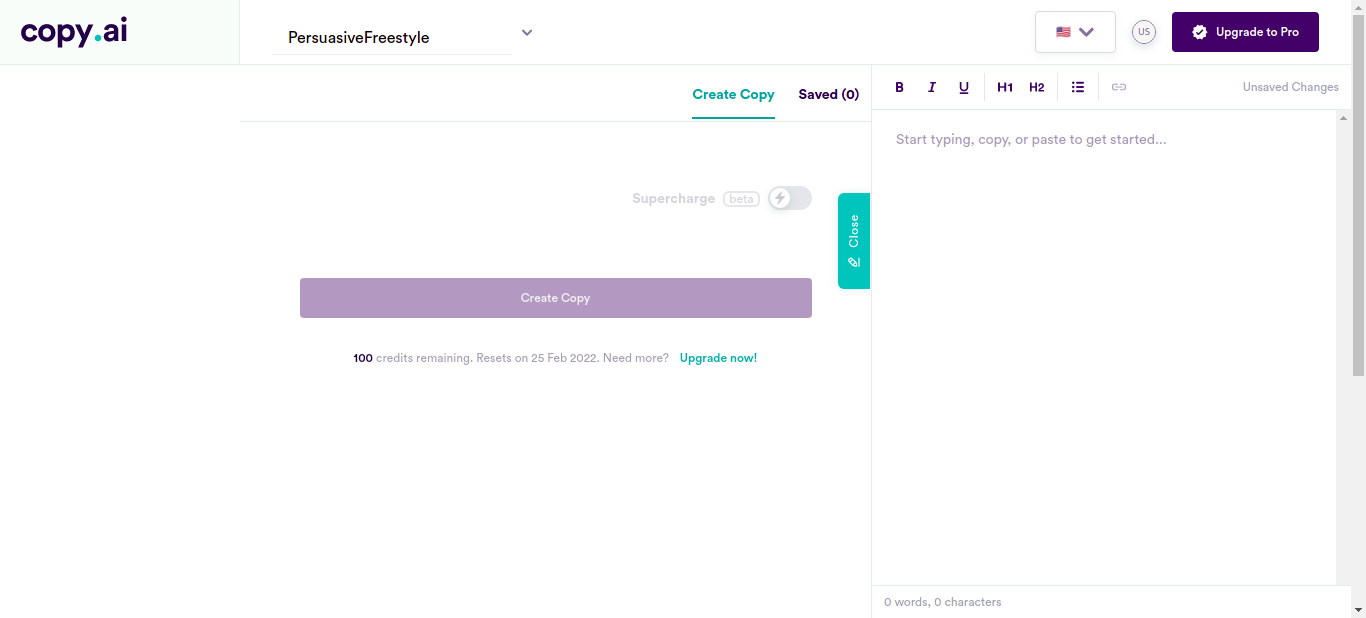 copy.ai
PersuasiveFreestyle
US
Upgrade to Pro
Create Copy
Saved (0)
B I U H1 H2
Unsaved Changes
Start typing, copy, or paste to get started...
Supercharge beta
Close
Create Copy
100 credits remaining. Resets on 25 Feb 2022. Need more? Upgrade now!
0 words, 0 characters